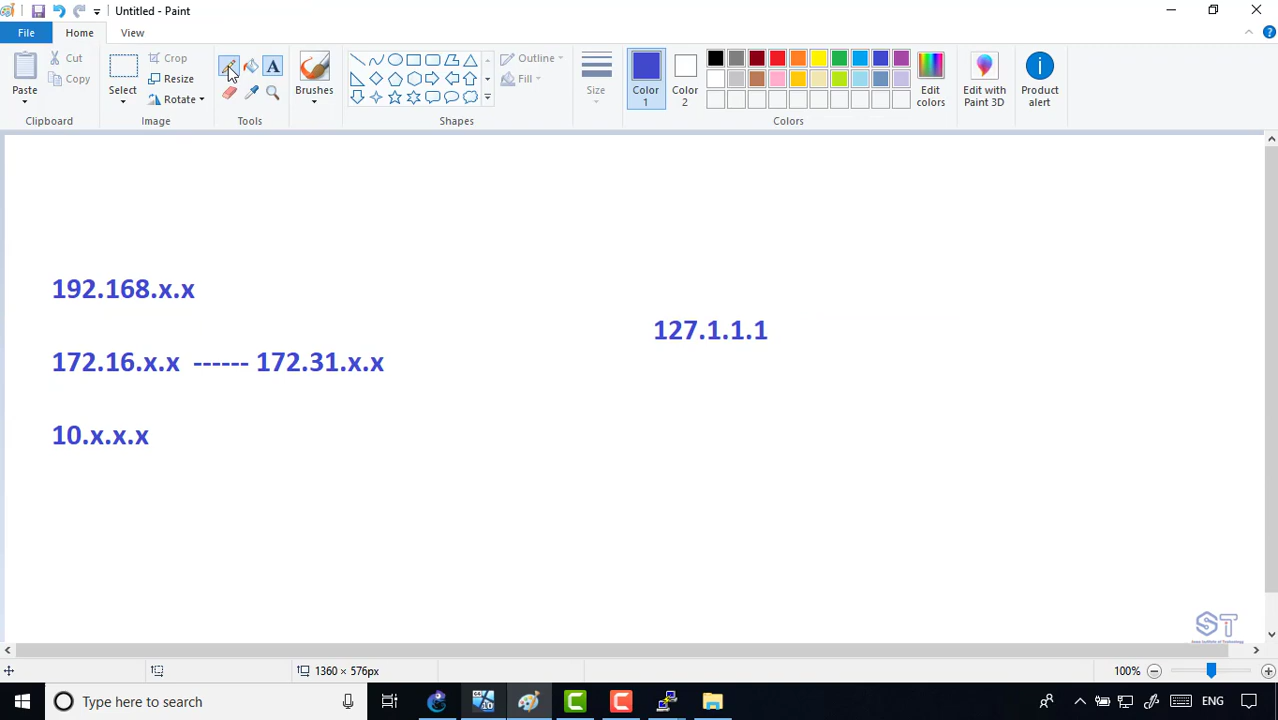 Untitled - Paint
File Home View
Paste
Cut
Copy
Clipboard
Select
Crop
Resize
Rotate
Image
A
Tools
Brushes
Shapes
Outline
Fill
Size
Color 1
Color 2
Edit colors
Colors
Edit with Paint 3D
Product alert
192.168.x.x
127.1.1.1
172.16.x.x ------ 172.31.x.x
10.x.x.x
ST
1360 × 576px
100%
Type here to search
ENG